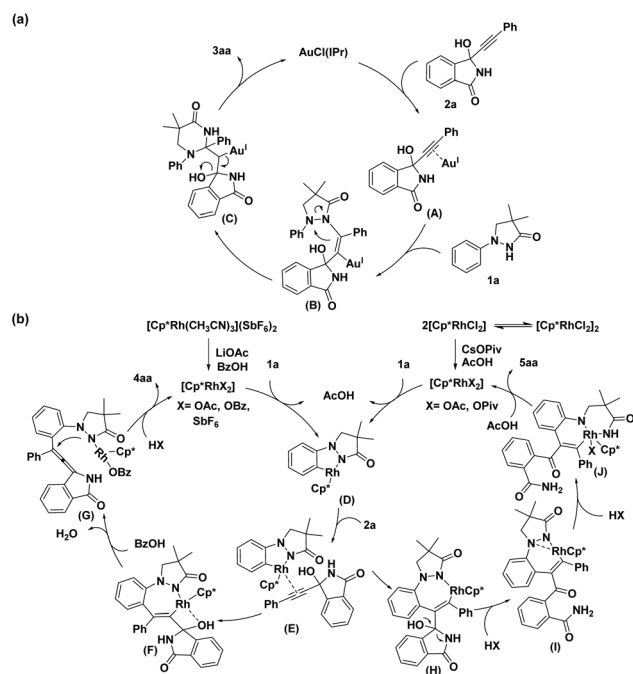 (a)
3aa
AuCl(IPr)
HO
Ph
NH
O
2a
O
NH
Ph
N
Ph
N
Au^I
HO
NH
O
(C)
Ph
HO
Au^I
NH
O
(A)
O
N
Ph
N
Ph
HO
Au^I
NH
O
(B)
N
N
H
O
1a
(b)
[Cp*Rh(CH3CN)3](SbF6)2
2[Cp*RhCl2]
[Cp*RhCl2]2
LiOAc
BzOH
CsOPiv
AcOH
4aa
1a
1a
5aa
[Cp*RhX2]
AcOH
[Cp*RhX2]
X= OAc, OBz,
SbF6
X= OAc, OPiv
AcOH
HX
N
N
O
Ph
Rh
Cp*
OBz
NH
O
(G)
N
N
O
Rh
Cp*
(D)
N
O
Rh
NH
X
Cp*
O
Ph
O
NH2
(J)
H2O
BzOH
2a
HX
N
N
O
Rh
Cp*
Ph
OH
HN
O
(F)
N
N
O
Rh
Cp*
HO
H
N
O
Ph
(E)
O
N
N
RhCp*
Ph
HO
NH
O
(H)
HX
O
N
N
RhCp*
Ph
O
NH2
O
(I)